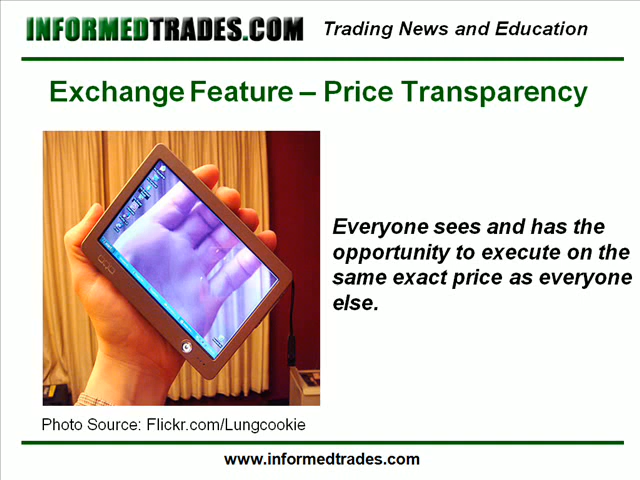 INFORMEDTRADES.COM Trading News and Education
Exchange Feature – Price Transparency
Everyone sees and has the
opportunity to execute on the
same exact price as everyone
else.
Photo Source: Flickr.com/Lungcookie
www.informedtrades.com